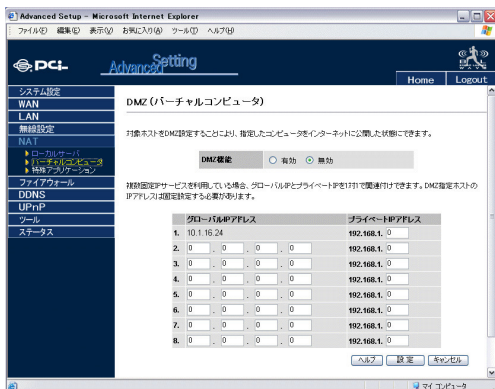 Advanced Setup - Microsoft Internet Explorer
ファイル(F) 編集(E) 表示(V) お気に入り(A) ツール(T) ヘルプ(H)
PCi
Advanced Setting
Home Logout
システム設定
WAN
LAN
無線設定
NAT
ローカルサーバ
バーチャルコンピュータ
特殊アプリケーション
ファイアウォール
DDNS
UPnP
ツール
ステータス
DMZ(バーチャルコンピュータ)
対象ホストをDMZ設定することにより、指定したコンピュータをインターネットに公開した状態にできます。
DMZ機能 有効 無効
複数固定IPサービスを利用している場合、グローバルIPとプライベートIPを1対1で関連付けできます。DMZ指定ホストの
IPアドレスは固定設定する必要があります。
グローバルIPアドレス プライベートIPアドレス
1. 10.1.16.24 192.168.1. 0
2. 0 . 0 . 0 . 0 192.168.1. 0
3. 0 . 0 . 0 . 0 192.168.1. 0
4. 0 . 0 . 0 . 0 192.168.1. 0
5. 0 . 0 . 0 . 0 192.168.1. 0
6. 0 . 0 . 0 . 0 192.168.1. 0
7. 0 . 0 . 0 . 0 192.168.1. 0
8. 0 . 0 . 0 . 0 192.168.1. 0
ヘルプ 設定 キャンセル
マイ コンピュータ